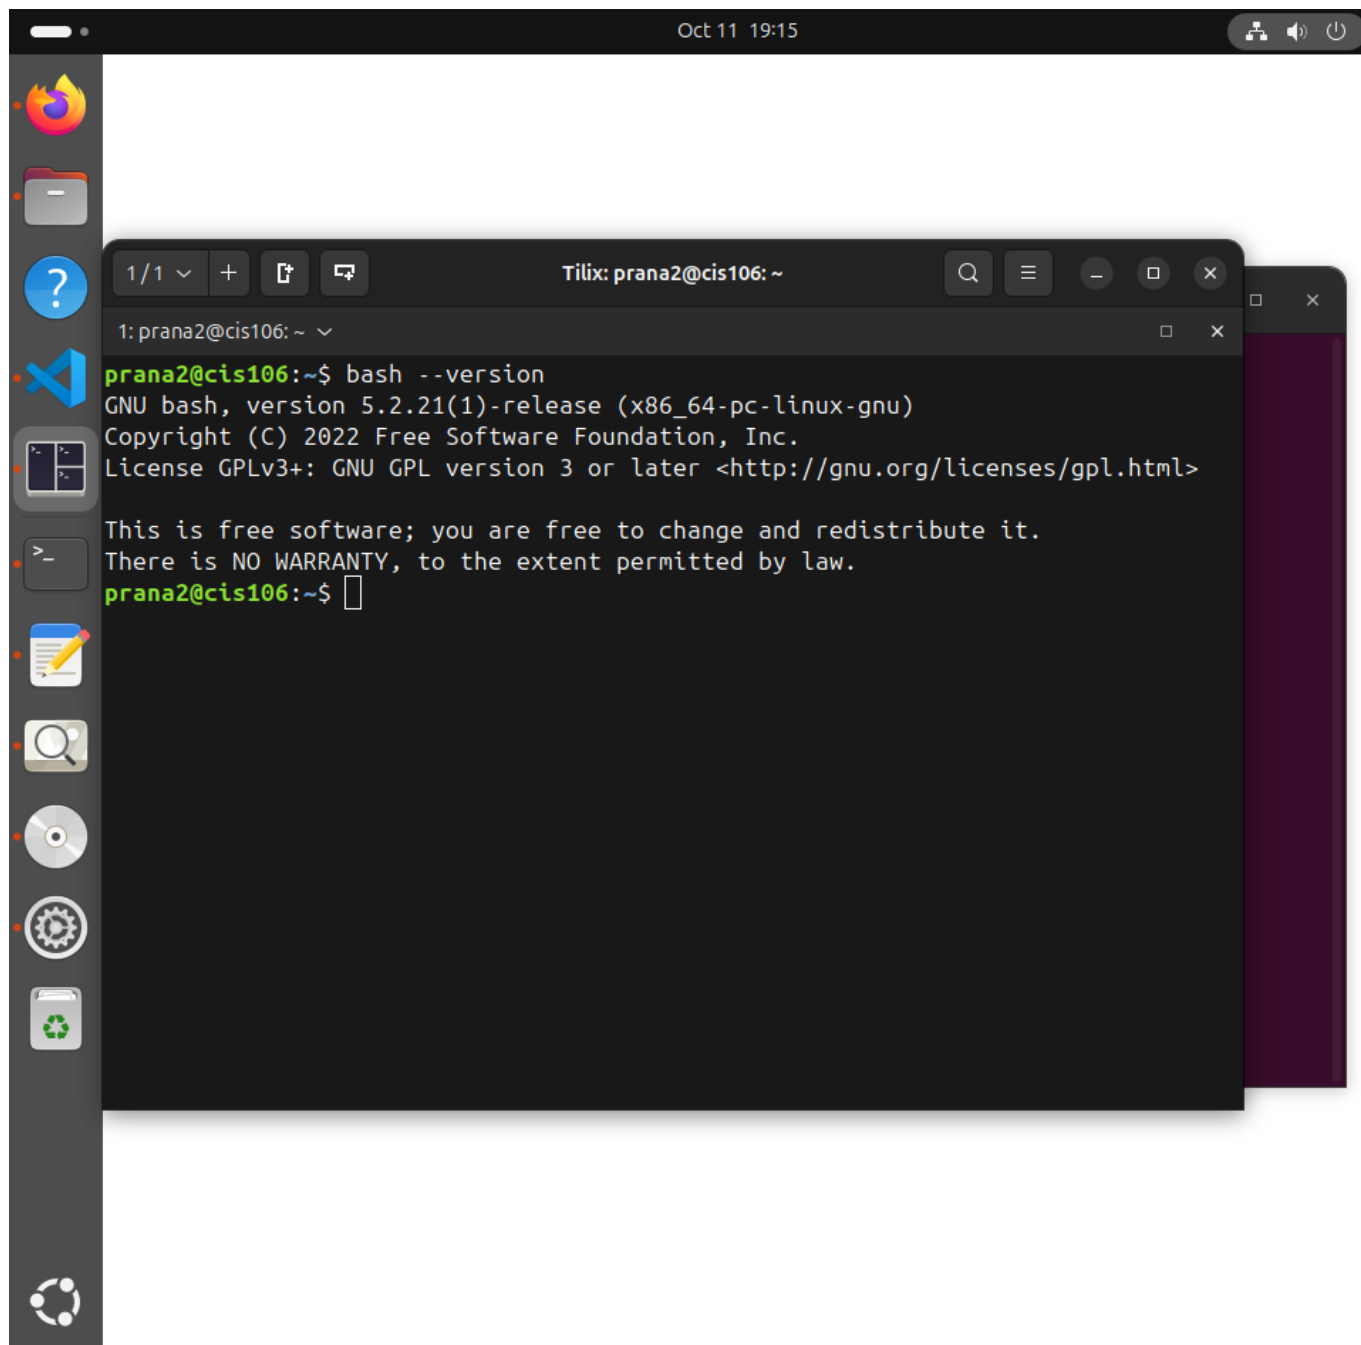 Oct 11 19:15
1/1
Tilix: prana2@cis106: ~
1: prana2@cis106: ~
prana2@cis106:~$ bash --version
GNU bash, version 5.2.21(1)-release (x86_64-pc-linux-gnu)
Copyright (C) 2022 Free Software Foundation, Inc.
License GPLv3+: GNU GPL version 3 or later <http://gnu.org/licenses/gpl.html>

This is free software; you are free to change and redistribute it.
There is NO WARRANTY, to the extent permitted by law.
prana2@cis106:~$